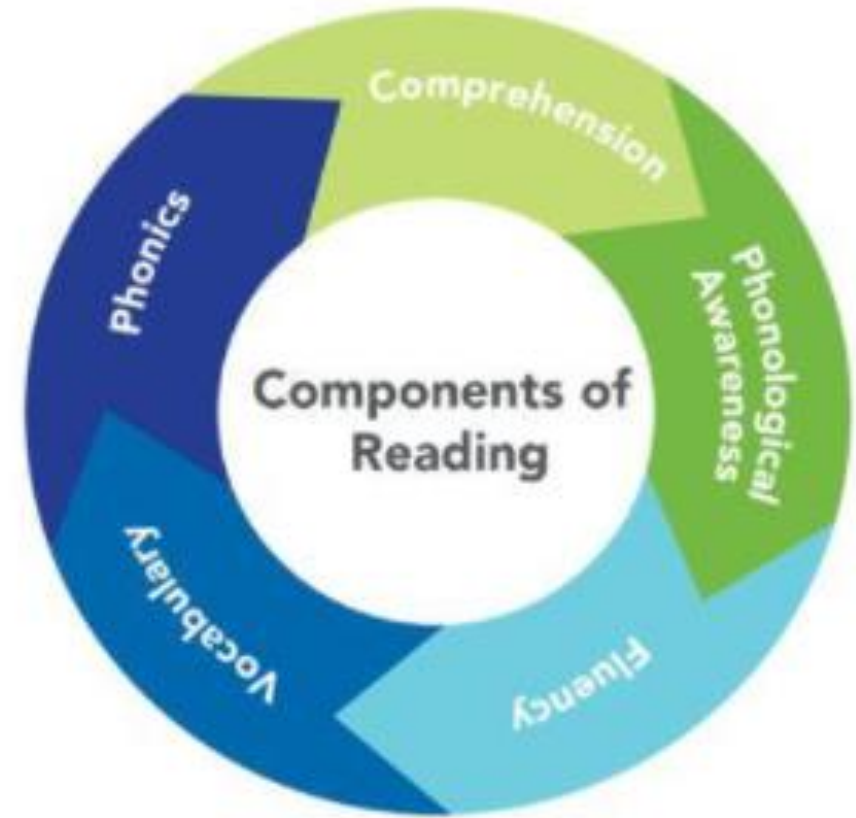 Components of
Reading
Comprehension
Phonological
Awareness
Fluency
Vocabulary
Phonics